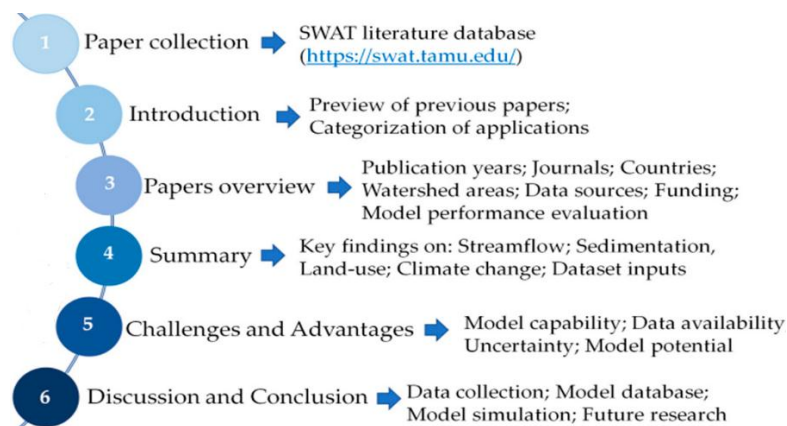 1 Paper collection SWAT literature database
(https://swat.tamu.edu/)
2 Introduction Preview of previous papers;
Categorization of applications
3 Papers overview Publication years; Journals; Countries;
Watershed areas; Data sources; Funding;
Model performance evaluation
4 Summary Key findings on: Streamflow; Sedimentation,
Land-use; Climate change; Dataset inputs
5 Challenges and Advantages Model capability; Data availability
Uncertainty; Model potential
6 Discussion and Conclusion Data collection; Model database;
Model simulation; Future research